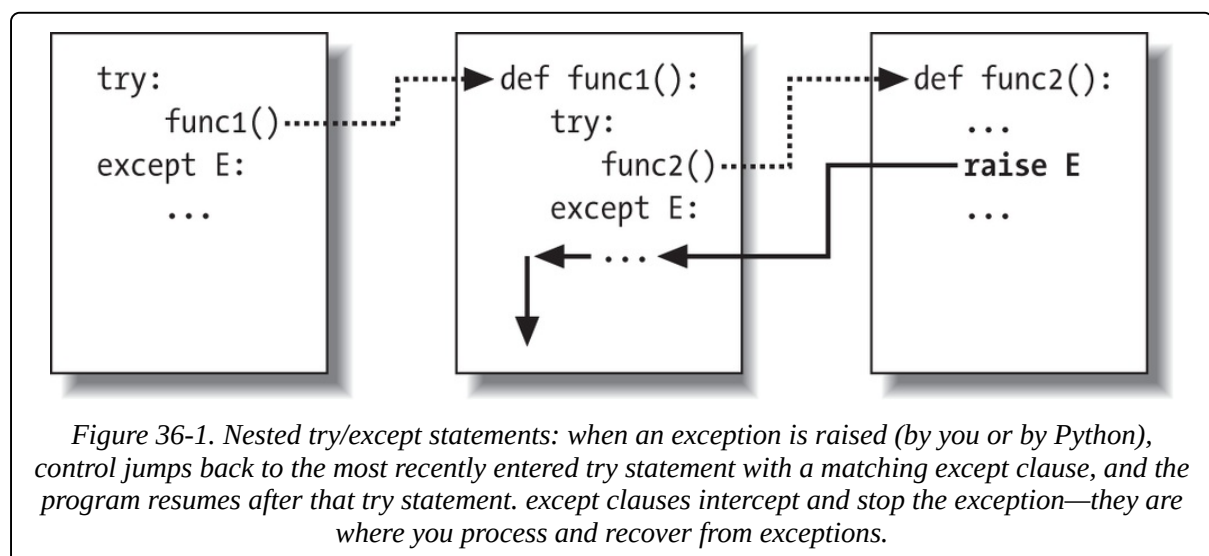 try:
func1()
except E:
...
def func1():
try:
func2()
except E:
...
def func2():
...
raise E
...
Figure 36-1. Nested try/except statements: when an exception is raised (by you or by Python),
control jumps back to the most recently entered try statement with a matching except clause, and the
program resumes after that try statement. except clauses intercept and stop the exception—they are
where you process and recover from exceptions.